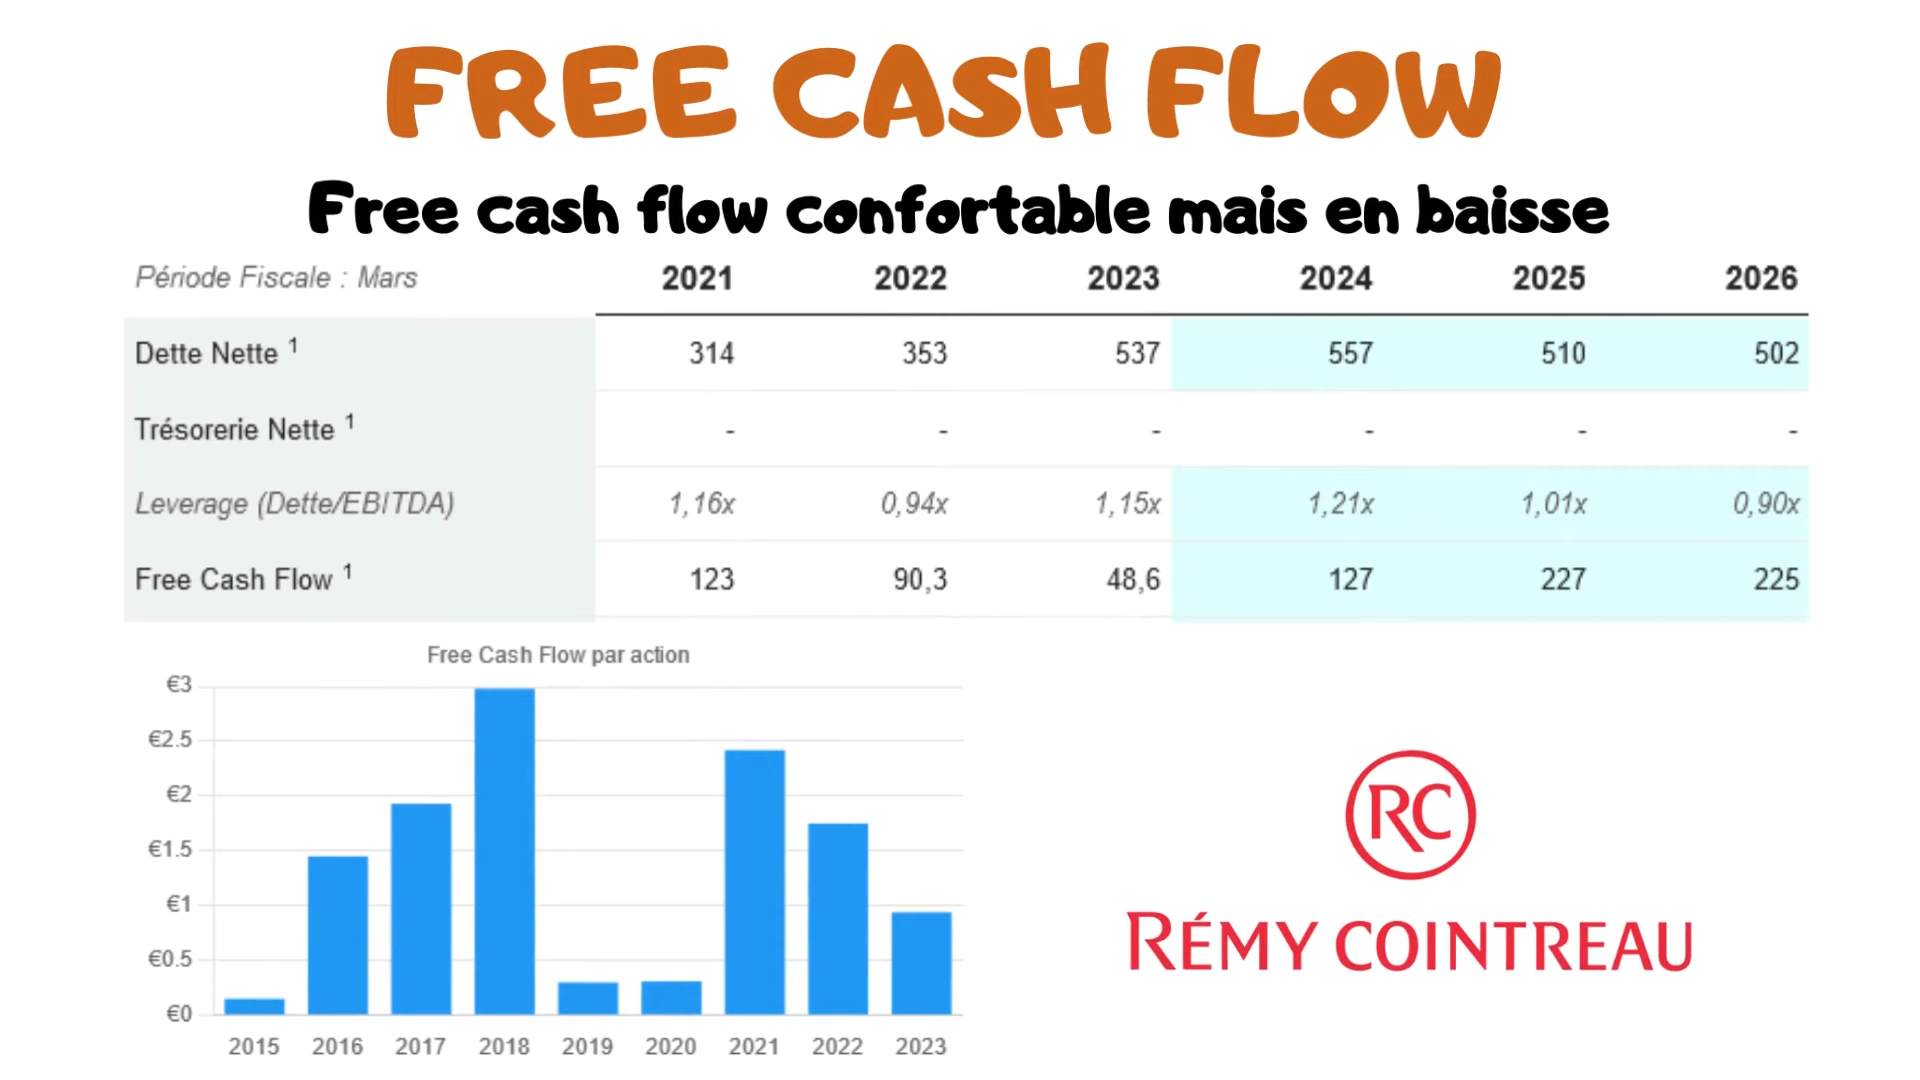 FREE CASH FLOW
Free cash flow confortable mais en baisse
Période Fiscale : Mars 2021 2022 2023 2024 2025 2026
Dette Nette 1 314 353 537 557 510 502
Trésorerie Nette 1 - - - - - -
Leverage (Dette/EBITDA) 1,16x 0,94x 1,15x 1,21x 1,01x 0,90x
Free Cash Flow 1 123 90,3 48,6 127 227 225
Free Cash Flow par action
€3
€2.5
€2
€1.5
€1
€0.5
€0
2015 2016 2017 2018 2019 2020 2021 2022 2023
RC
RÉMY COINTREAU